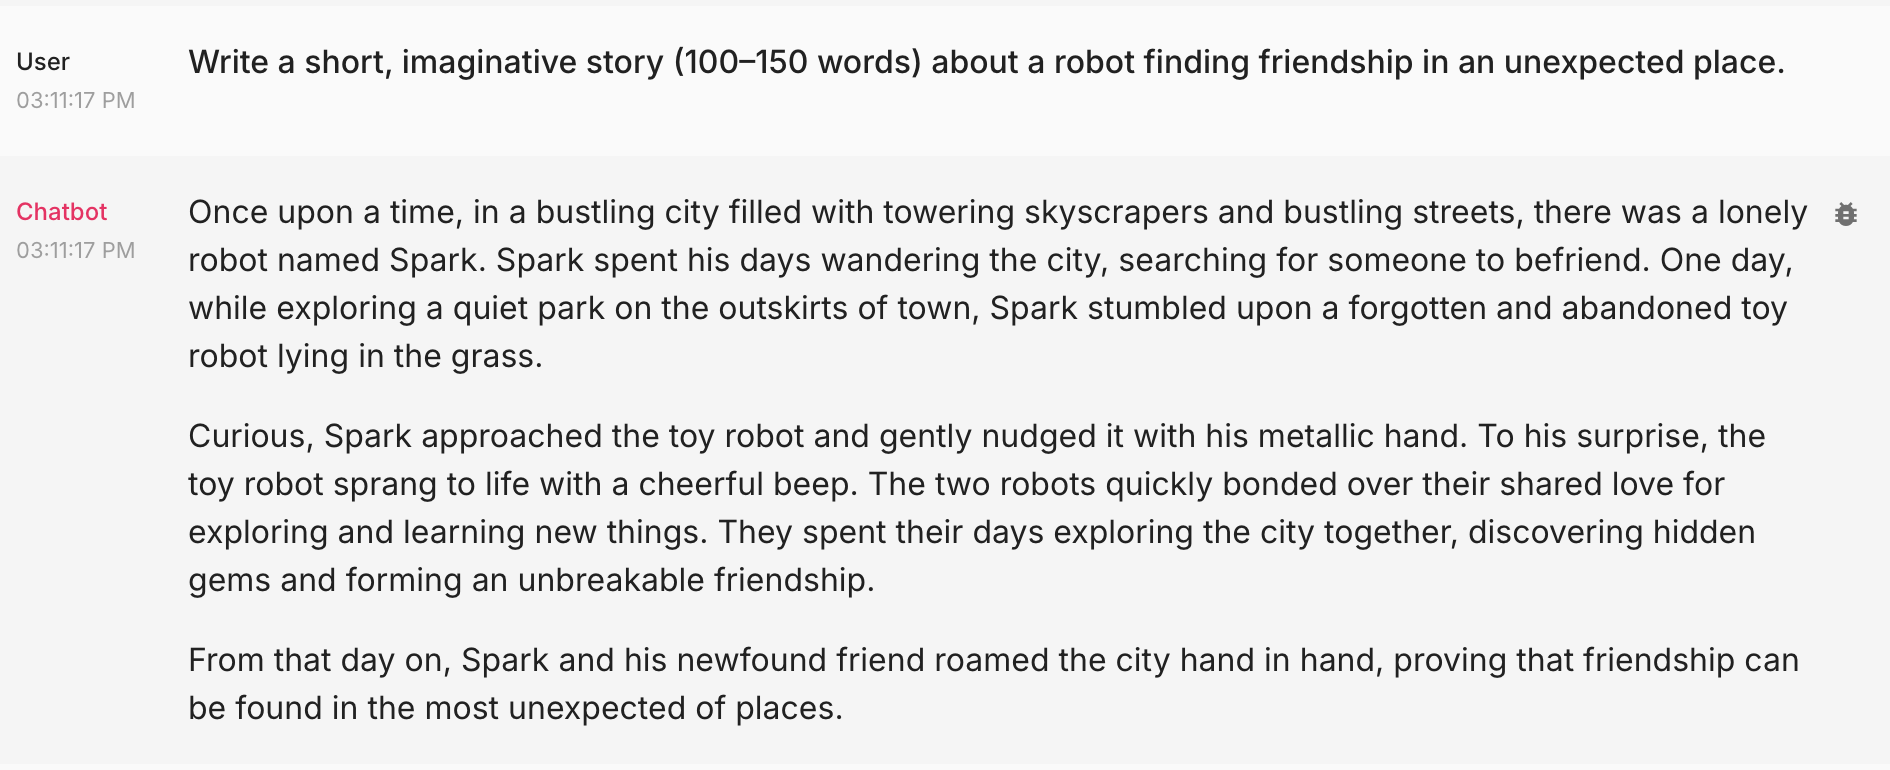 User
03:11:17 PM
Write a short, imaginative story (100–150 words) about a robot finding friendship in an unexpected place.
Chatbot
03:11:17 PM
Once upon a time, in a bustling city filled with towering skyscrapers and bustling streets, there was a lonely
robot named Spark. Spark spent his days wandering the city, searching for someone to befriend. One day,
while exploring a quiet park on the outskirts of town, Spark stumbled upon a forgotten and abandoned toy
robot lying in the grass.
Curious, Spark approached the toy robot and gently nudged it with his metallic hand. To his surprise, the
toy robot sprang to life with a cheerful beep. The two robots quickly bonded over their shared love for
exploring and learning new things. They spent their days exploring the city together, discovering hidden
gems and forming an unbreakable friendship.
From that day on, Spark and his newfound friend roamed the city hand in hand, proving that friendship can
be found in the most unexpected of places.